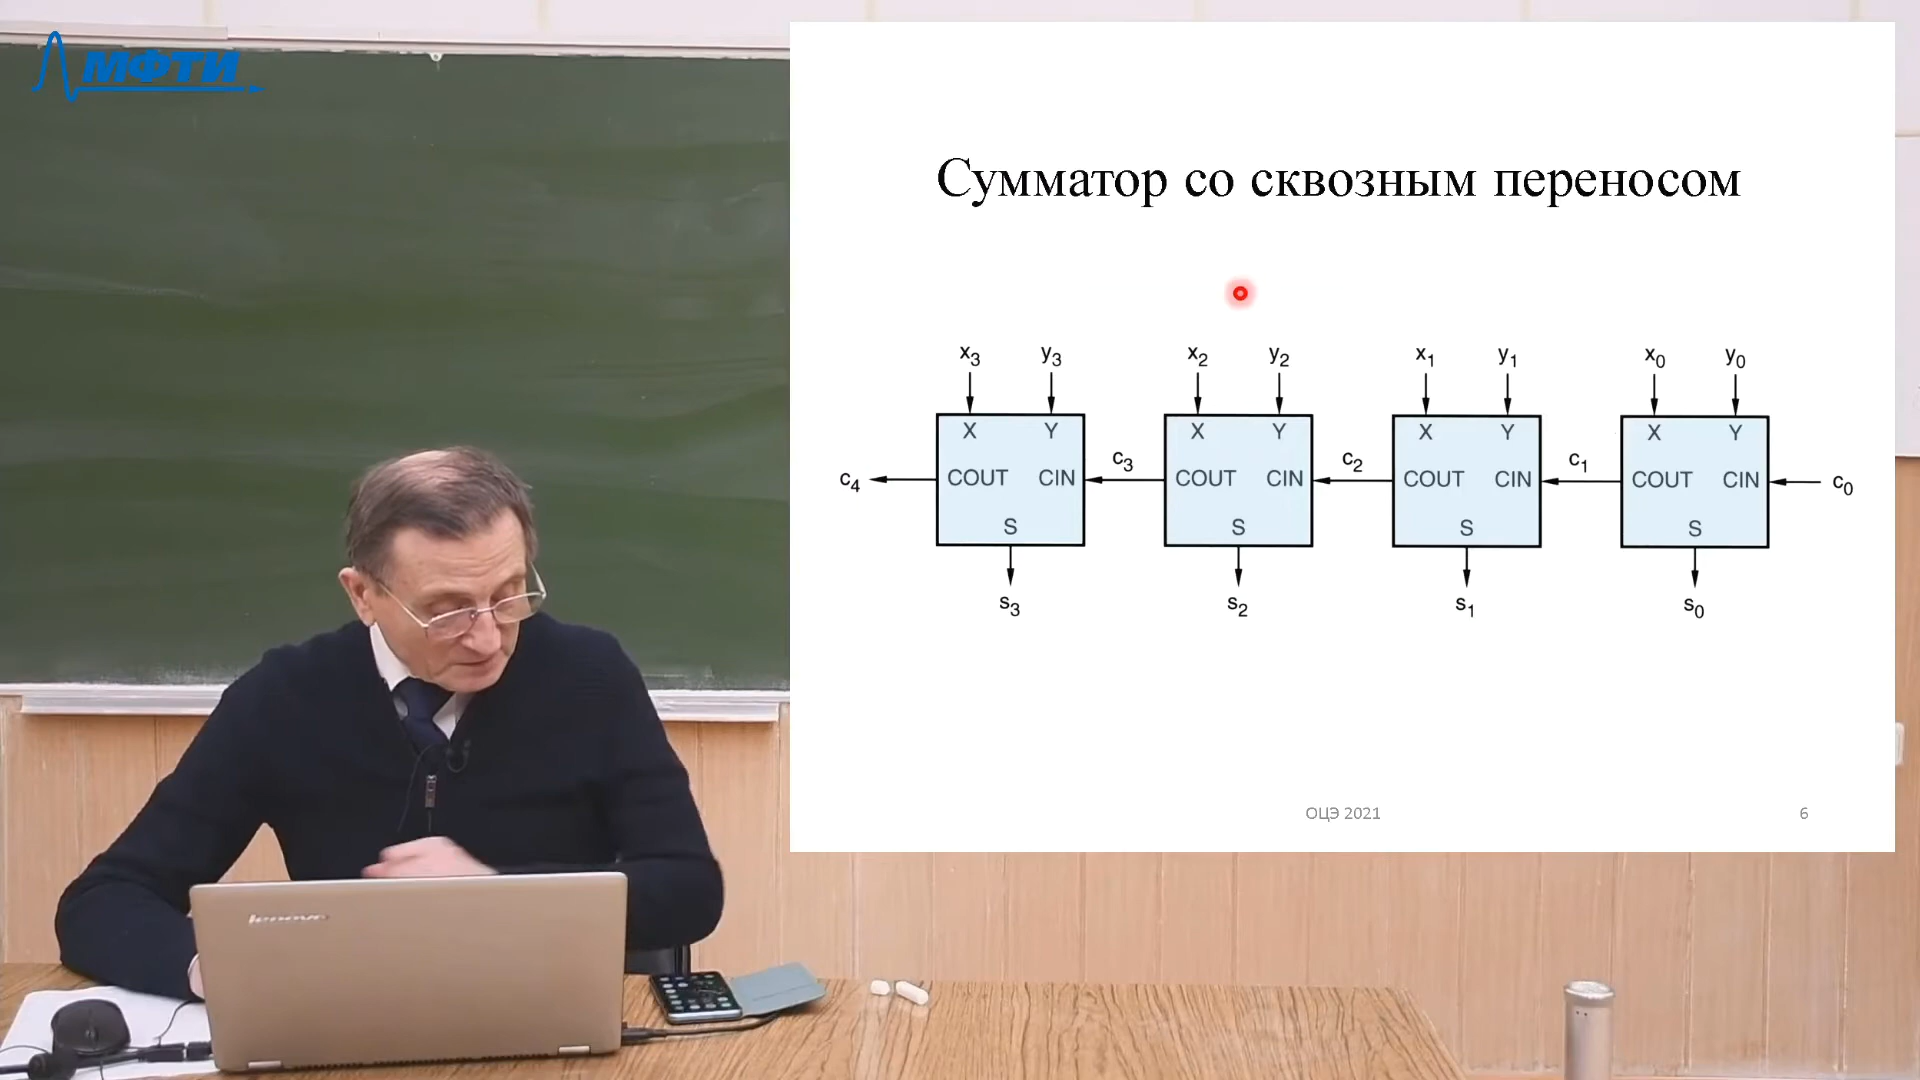 МФТИ
Сумматор со сквозным переносом
x3 y3 x2 y2 x1 y1 x0 y0
X Y X Y X Y X Y
c4 COUT CIN c3 COUT CIN c2 COUT CIN c1 COUT CIN c0
S S S S
s3 s2 s1 s0
ОЦЭ 2021 6
lenovo